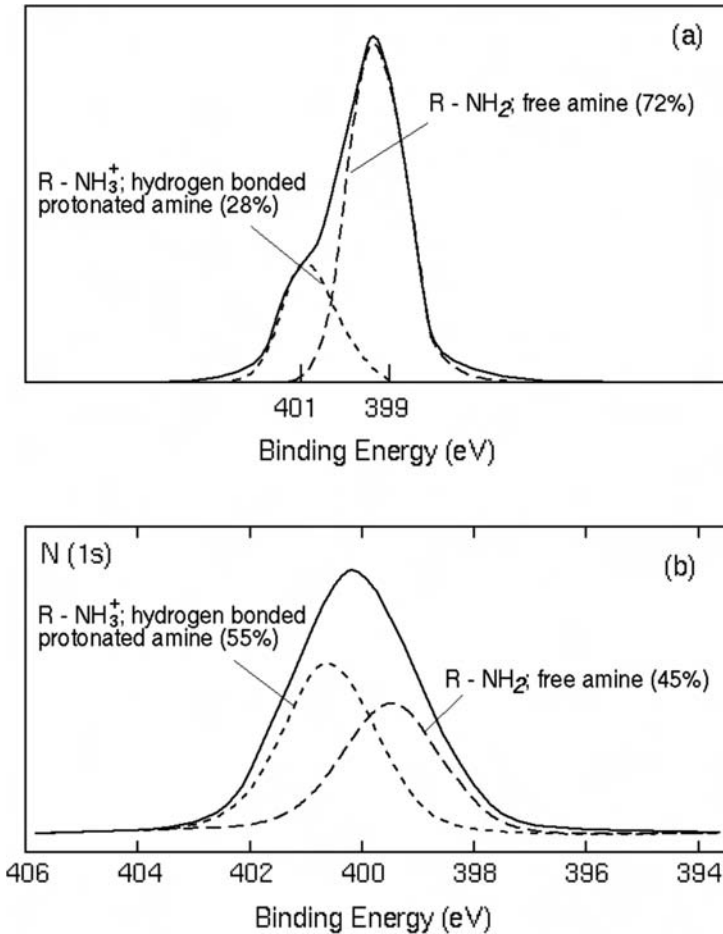 (a)
R - NH2; free amine (72%)
R - NH3+; hydrogen bonded
protonated amine (28%)
401 399
Binding Energy (eV)
N (1s) (b)
R - NH3+; hydrogen bonded
protonated amine (55%)
R - NH2; free amine (45%)
406 404 402 400 398 396 394
Binding Energy (eV)